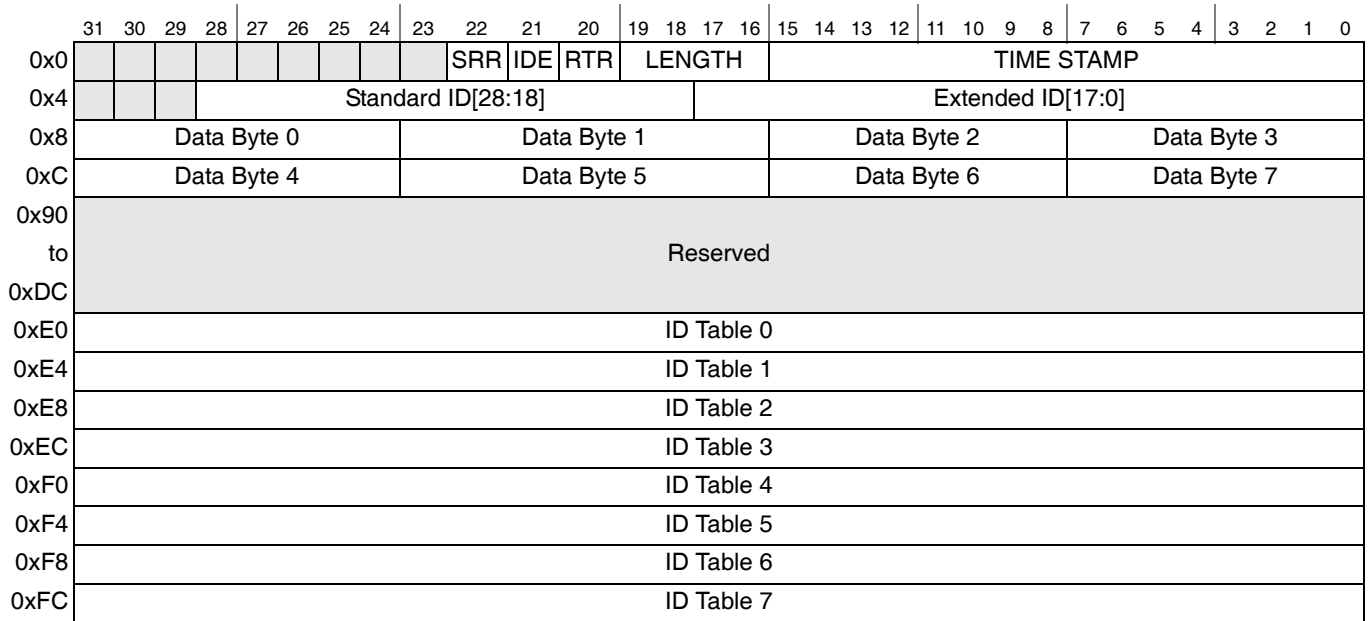 31 30 29 28 27 26 25 24 23 22 21 20 19 18 17 16 15 14 13 12 11 10 9 8 7 6 5 4 3 2 1 0
0x0 SRR IDE RTR LENGTH TIME STAMP
0x4 Standard ID[28:18] Extended ID[17:0]
0x8 Data Byte 0 Data Byte 1 Data Byte 2 Data Byte 3
0xC Data Byte 4 Data Byte 5 Data Byte 6 Data Byte 7
0x90
to Reserved
0xDC
0xE0 ID Table 0
0xE4 ID Table 1
0xE8 ID Table 2
0xEC ID Table 3
0xF0 ID Table 4
0xF4 ID Table 5
0xF8 ID Table 6
0xFC ID Table 7